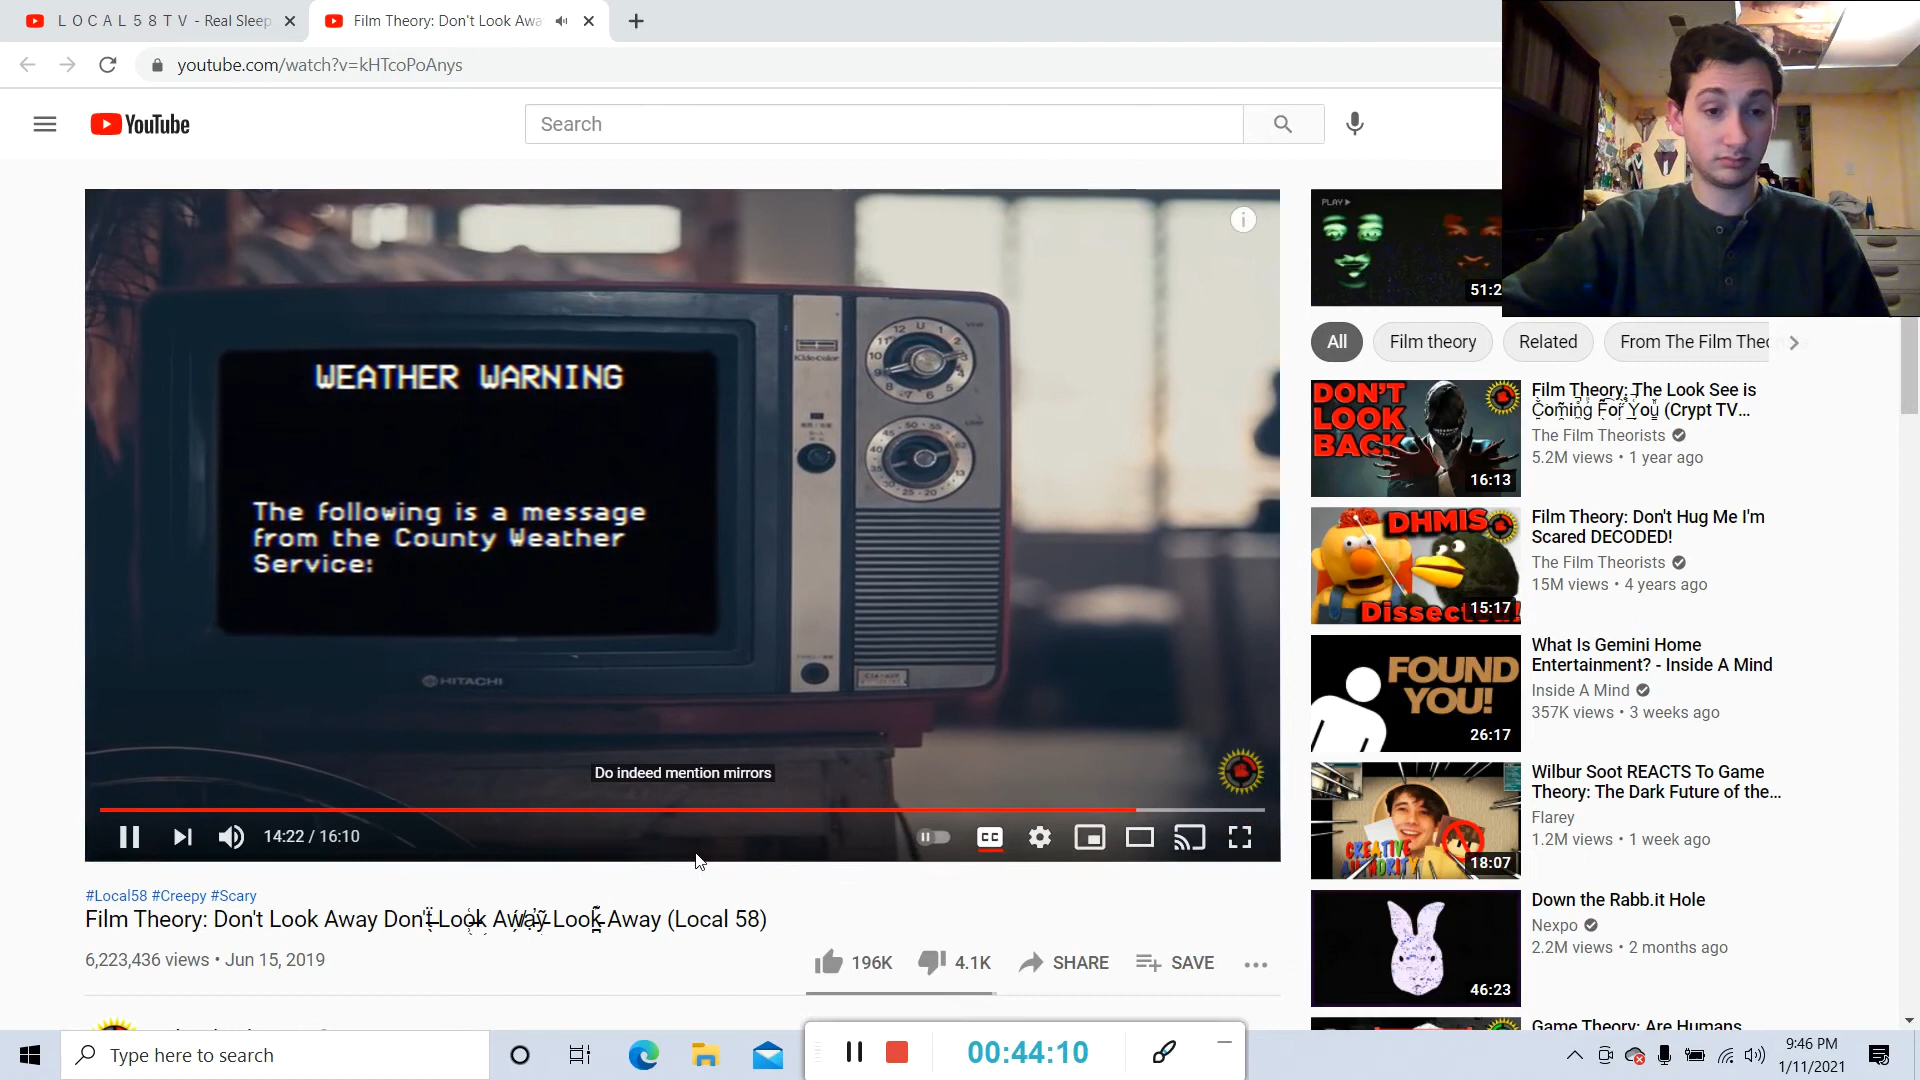 L O C A L 5 8 T V - Real Sleep
Film Theory: Don't Look Awa
youtube.com/watch?v=kHTcoPoAnys
YouTube
Search
WEATHER WARNING
The following is a message
from the County Weather
Service:
HITACHI
Do indeed mention mirrors
14:22 / 16:10
CC
#Local58 #Creepy #Scary
Film Theory: Don't Look Away Don't Look Away Look Away (Local 58)
6,223,436 views • Jun 15, 2019
196K
4.1K
SHARE
SAVE
PLAY
51:2
All
Film theory
Related
From The Film Theo
DON'T
LOOK
BACK
16:13
Film Theory: The Look See is
Coming For You (Crypt TV...
The Film Theorists
5.2M views • 1 year ago
DHMIS
Dissected!
15:17
Film Theory: Don't Hug Me I'm
Scared DECODED!
The Film Theorists
15M views • 4 years ago
FOUND
YOU!
26:17
What Is Gemini Home
Entertainment? - Inside A Mind
Inside A Mind
357K views • 3 weeks ago
CREATIVE
AUTHORITY
18:07
Wilbur Soot REACTS To Game
Theory: The Dark Future of the...
Flarey
1.2M views • 1 week ago
46:23
Down the Rabb.it Hole
Nexpo
2.2M views • 2 months ago
Game Theory: Are Humans
Type here to search
00:44:10
9:46 PM
1/11/2021